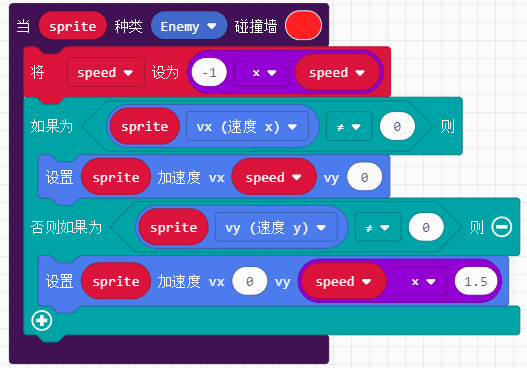 当 sprite 种类 Enemy 碰撞墙
将 speed 设为 -1 x speed
如果为 sprite vx (速度 x) ≠ 0 则
设置 sprite 加速度 vx speed vy 0
否则如果为 sprite vy (速度 y) ≠ 0 则
设置 sprite 加速度 vx 0 vy speed x 1.5